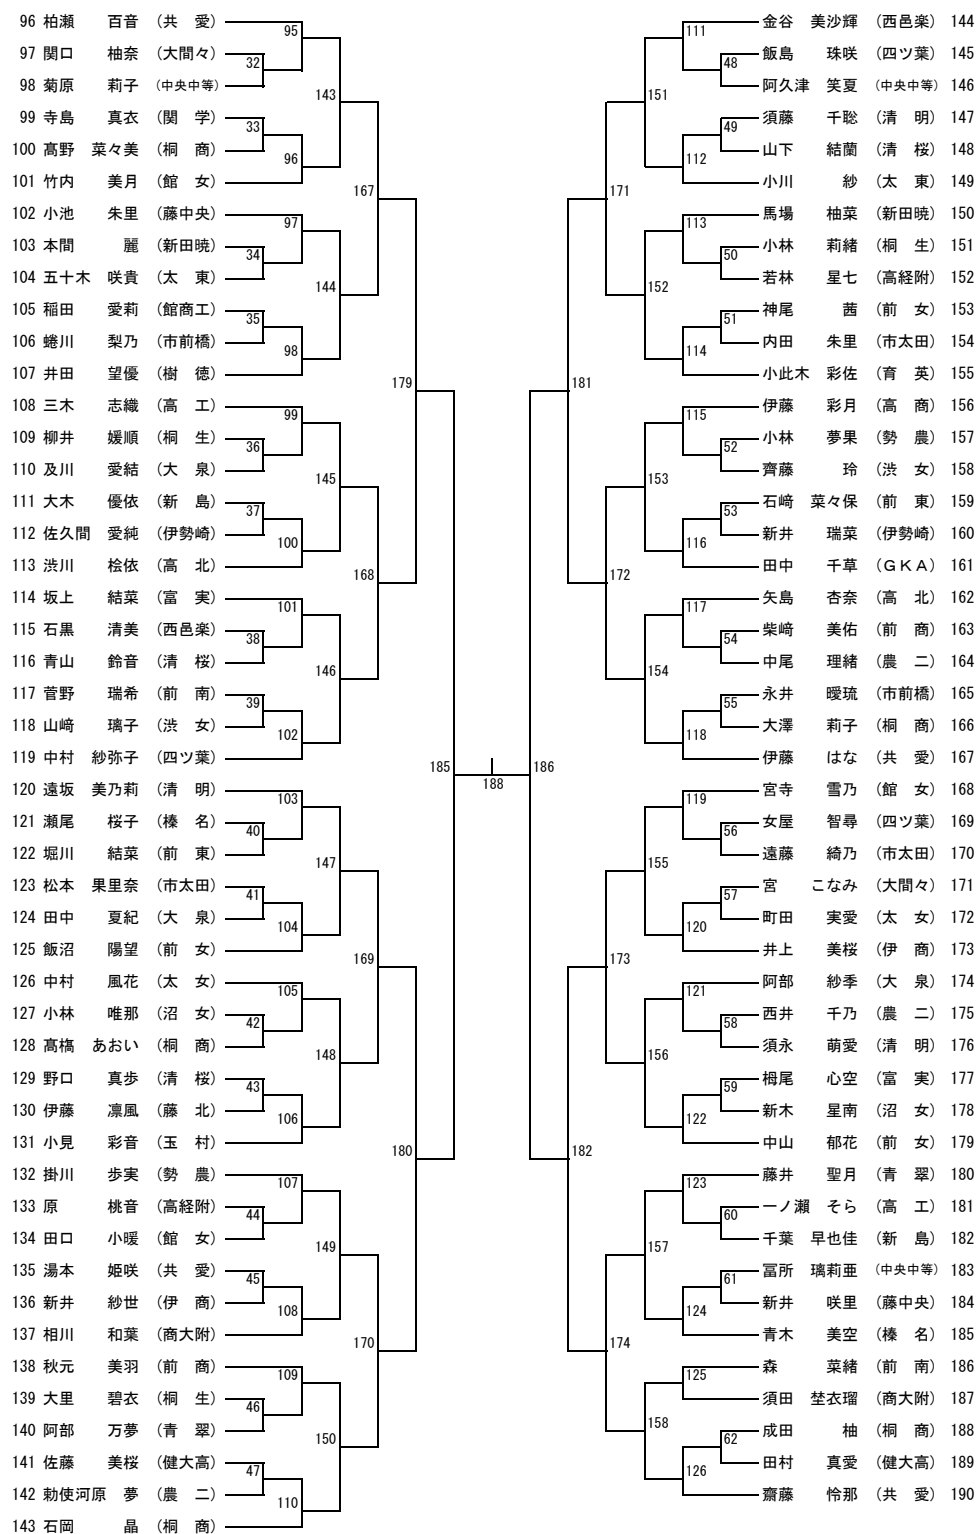 96 柏瀬 百音 (共 愛)
97 関口 柚奈 (大間々)
98 菊原 莉子 (中央中等)
99 寺島 真衣 (関 学)
100 髙野 菜々美 (桐 商)
101 竹内 美月 (館 女)
102 小池 朱里 (藤中央)
103 本間 麗 (新田暁)
104 五十木 咲貴 (太 東)
105 稲田 愛莉 (館商工)
106 蜷川 梨乃 (市前橋)
107 井田 望優 (樹 徳)
108 三木 志織 (高 工)
109 柳井 媛順 (桐 生)
110 及川 愛結 (大 泉)
111 大木 優依 (新 島)
112 佐久間 愛純 (伊勢崎)
113 渋川 桧依 (高 北)
114 坂上 結菜 (富 実)
115 石黒 清美 (西邑楽)
116 青山 鈴音 (清 桜)
117 菅野 瑞希 (前 南)
118 山﨑 璃子 (渋 女)
119 中村 紗弥子 (四ツ葉)
120 遠坂 美乃莉 (清 明)
121 瀬尾 桜子 (榛 名)
122 堀川 結菜 (前 東)
123 松本 果里奈 (市太田)
124 田中 夏紀 (大 泉)
125 飯沼 陽望 (前 女)
126 中村 風花 (太 女)
127 小林 唯那 (沼 女)
128 髙槗 あおい (桐 商)
129 野口 真歩 (清 桜)
130 伊藤 凛風 (藤 北)
131 小見 彩音 (玉 村)
132 掛川 歩実 (勢 農)
133 原 桃音 (高経附)
134 田口 小暖 (館 女)
135 湯本 姫咲 (共 愛)
136 新井 紗世 (伊 商)
137 相川 和葉 (商大附)
138 秋元 美羽 (前 商)
139 大里 碧衣 (桐 生)
140 阿部 万夢 (青 翠)
141 佐藤 美桜 (健大高)
142 勅使河原 夢 (農 二)
143 石岡 晶 (桐 商)
95
32
143
33
96
167
97
34
144
35
98
179
99
36
145
37
100
168
101
38
146
39
102
185
103
40
147
41
104
169
105
42
148
43
106
180
107
44
149
45
108
170
109
46
150
47
110
188
186
111
48
151
49
112
171
113
50
152
51
114
181
115
52
153
53
116
172
117
54
154
55
118
119
56
155
57
120
173
121
58
156
59
122
182
123
60
157
61
124
174
125
158
62
126
金谷 美沙輝 (西邑楽) 144
飯島 珠咲 (四ツ葉) 145
阿久津 笑夏 (中央中等) 146
須藤 千聡 (清 明) 147
山下 結蘭 (清 桜) 148
小川 紗 (太 東) 149
馬場 柚菜 (新田暁) 150
小林 莉緒 (桐 生) 151
若林 星七 (高経附) 152
神尾 茜 (前 女) 153
内田 朱里 (市太田) 154
小此木 彩佐 (育 英) 155
伊藤 彩月 (高 商) 156
小林 夢果 (勢 農) 157
齊藤 玲 (渋 女) 158
石﨑 菜々保 (前 東) 159
新井 瑞菜 (伊勢崎) 160
田中 千草 (GKA) 161
矢島 杏奈 (高 北) 162
柴﨑 美佑 (前 商) 163
中尾 理緒 (農 二) 164
永井 曖琉 (市前橋) 165
大澤 莉子 (桐 商) 166
伊藤 はな (共 愛) 167
宮寺 雪乃 (館 女) 168
女屋 智尋 (四ツ葉) 169
遠藤 綺乃 (市太田) 170
宮 こなみ (大間々) 171
町田 実愛 (太 女) 172
井上 美桜 (伊 商) 173
阿部 紗季 (大 泉) 174
西井 千乃 (農 二) 175
須永 萌愛 (清 明) 176
栂尾 心空 (富 実) 177
新木 星南 (沼 女) 178
中山 郁花 (前 女) 179
藤井 聖月 (青 翠) 180
一ノ瀬 そら (高 工) 181
千葉 早也佳 (新 島) 182
冨所 璃莉亜 (中央中等) 183
新井 咲里 (藤中央) 184
青木 美空 (榛 名) 185
森 菜緒 (前 南) 186
須田 埜衣瑠 (商大附) 187
成田 柚 (桐 商) 188
田村 真愛 (健大高) 189
齋藤 怜那 (共 愛) 190